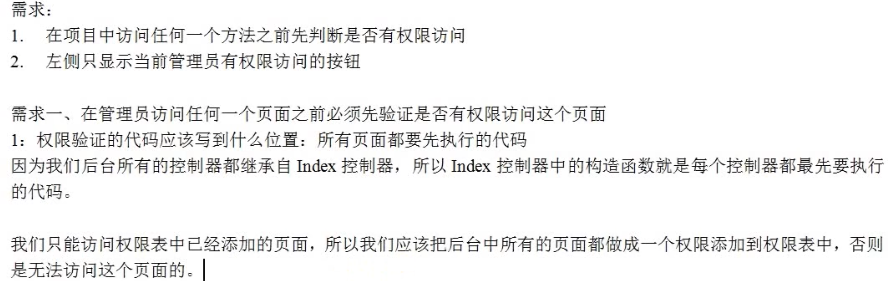 需求：
1. 在项目中访问任何一个方法之前先判断是否有权限访问
2. 左侧只显示当前管理员有权限访问的按钮
需求一、在管理员访问任何一个页面之前必须先验证是否有权限访问这个页面
1：权限验证的代码应该写到什么位置：所有页面都要先执行的代码
因为我们后台所有的控制器都继承自 Index 控制器，所以 Index 控制器中的构造函数就是每个控制器都最先要执行
的代码。
我们只能访问权限表中已经添加的页面，所以我们应该把后台中所有的页面都做成一个权限添加到权限表中，否则
是无法访问这个页面的。